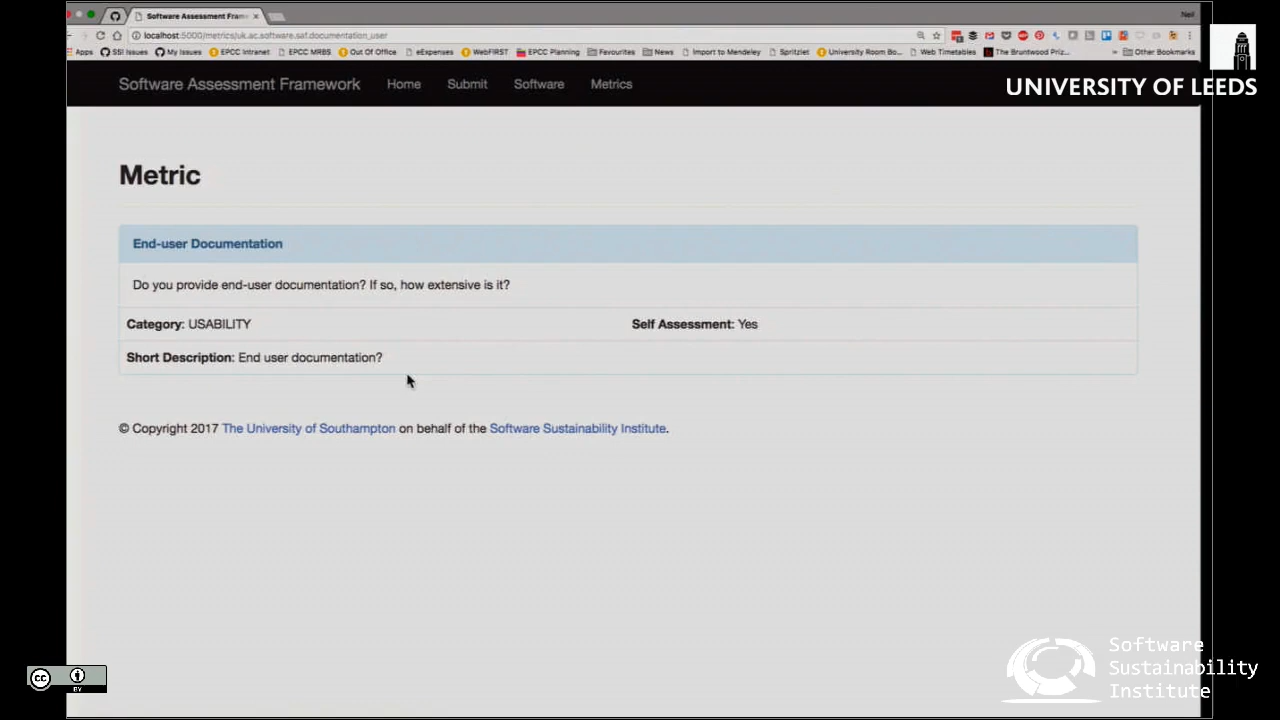 Software Assessment Fram
Neil
localhost:5000/metrics/uk.ac.software.saf.documentation_user
Apps SSI Issues My Issues EPCC Intranet EPCC MRBS Out Of Office eExpenses WebFIRST EPCC Planning Favourites News Import to Mendeley Spritzlet University Room Bo... Web Timetables The Bruntwood Priz... » Other Bookmarks
Software Assessment Framework Home Submit Software Metrics
UNIVERSITY OF LEEDS
Metric
End-user Documentation
Do you provide end-user documentation? If so, how extensive is it?
Category: USABILITY Self Assessment: Yes
Short Description: End user documentation?
© Copyright 2017 The University of Southampton on behalf of the Software Sustainability Institute.
Software
Sustainability
Institute
cc
BY